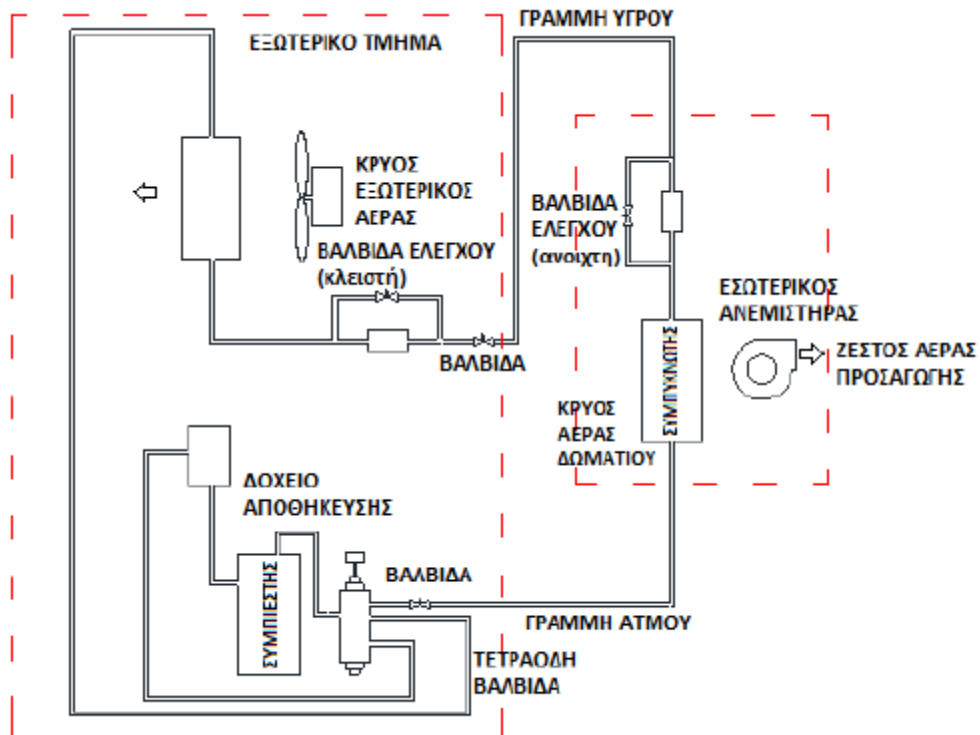 ΓΡΑΜΜΗ ΥΓΡΟΥ
ΕΞΩΤΕΡΙΚΟ ΤΜΗΜΑ
ΚΡΥΟΣ
ΕΞΩΤΕΡΙΚΟΣ
ΑΕΡΑΣ
ΒΑΛΒΙΔΑ ΕΛΕΓΧΟΥ
(κλειστή)
ΒΑΛΒΙΔΑ
ΒΑΛΒΙΔΑ
ΕΛΕΓΧΟΥ
(ανοιχτη)
ΕΣΩΤΕΡΙΚΟΣ
ΑΝΕΜΙΣΤΗΡΑΣ
ΖΕΣΤΟΣ ΑΕΡΑΣ
ΠΡΟΣΑΓΩΓΗΣ
ΣΥΜΠΥΚΝΩΤΗΣ
ΚΡΥΟΣ
ΑΕΡΑΣ
ΔΩΜΑΤΙΟΥ
ΔΟΧΕΙΟ
ΑΠΟΘΗΚΕΥΣΗΣ
ΣΥΜΠΙΕΣΤΗΣ
ΒΑΛΒΙΔΑ
ΓΡΑΜΜΗ ΑΤΜΟΥ
ΤΕΤΡΑΟΔΗ
ΒΑΛΒΙΔΑ